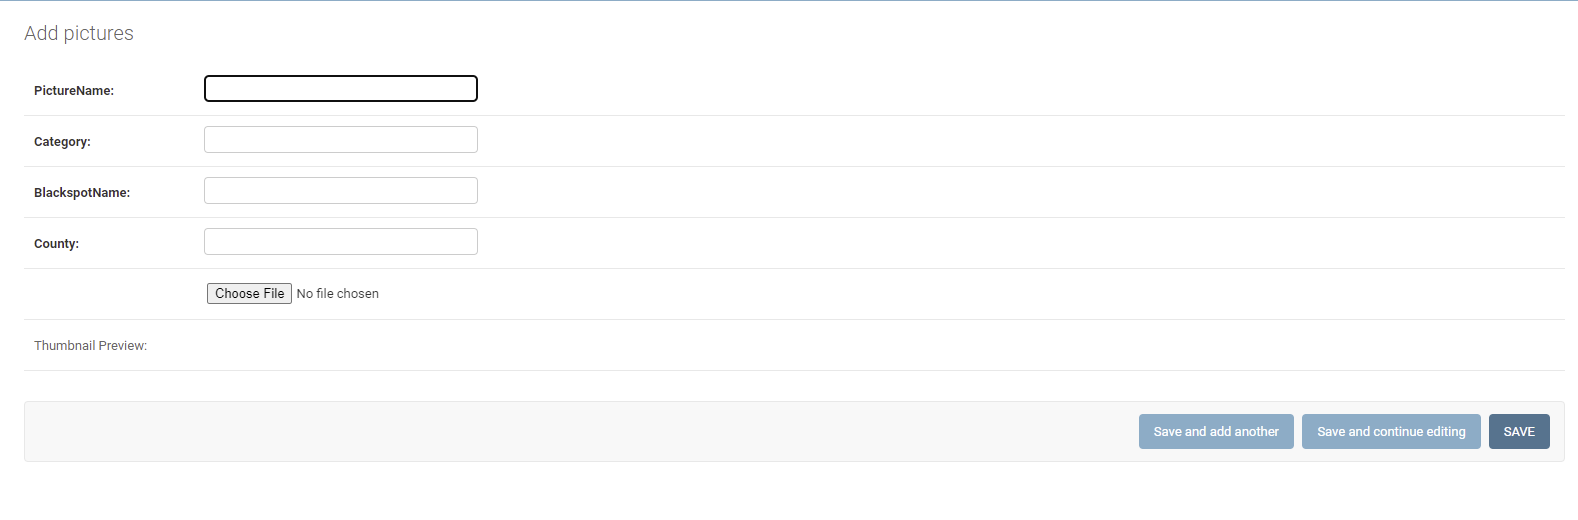 Add pictures
PictureName:
Category:
BlackspotName:
County:
Choose File No file chosen
Thumbnail Preview:
Save and add another Save and continue editing SAVE